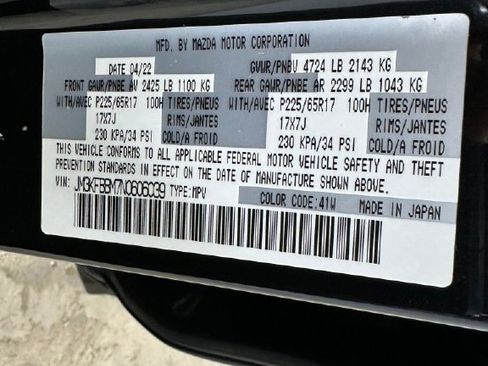 MFD. BY MAZDA MOTOR CORPORATION
DATE 04/22 GVWR/PNBV 4724 LB 2143 KG
FRONT GAWR/PNBE AV 2425 LB 1100 KG REAR GAWR/PNBE AR 2299 LB 1043 KG
WITH/AVEC P225/65R17 100H TIRES/PNEUS WITH/AVEC P225/65R17 100H TIRES/PNEUS
17X7J RIMS/JANTES 17X7J RIMS/JANTES
230 KPA/34 PSI COLD/A FROID 230 KPA/34 PSI COLD/A FROID
THIS VEHICLE CONFORMS TO ALL APPLICABLE FEDERAL MOTOR VEHICLE SAFETY AND THEFT
PREVENTION STANDARDS IN EFFECT ON THE DATE OF MANUFACTURE SHOWN ABOVE.
JM3KFBBM7N0606039 TYPE:MPV COLOR CODE:41W MADE IN JAPAN